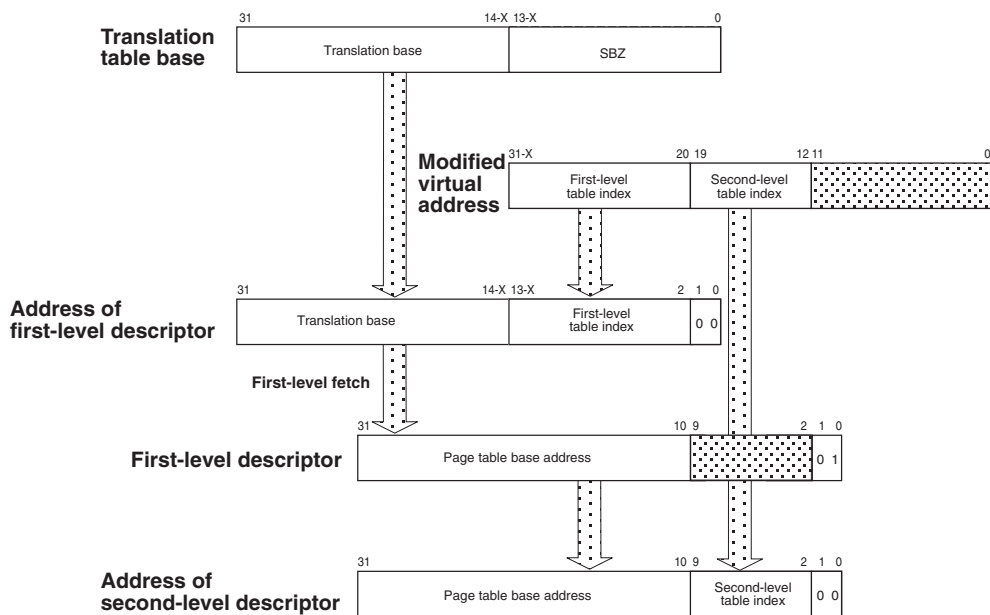 31 14-X 13-X 0
Translation
table base
Translation base SBZ
31-X 20 19 12 11 0
Modified
virtual
address
First-level
table index
Second-level
table index
31 14-X 13-X 2 1 0
Address of
first-level descriptor
Translation base
First-level
table index
0 0
First-level fetch
31 10 9 2 1 0
First-level descriptor
Page table base address
0 1
31 10 9 2 1 0
Address of
second-level descriptor
Page table base address
Second-level
table index
0 0